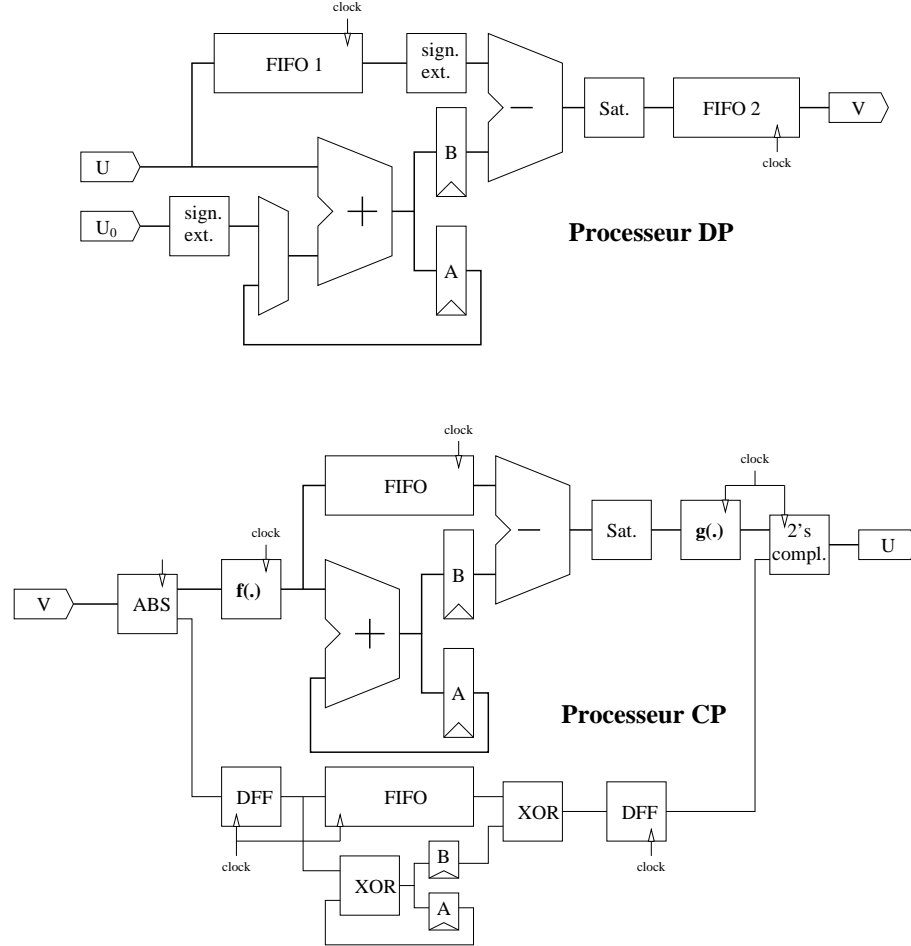 clock
FIFO 1
sign.
ext.
−
Sat.
FIFO 2
V
clock
U
B
+
U0
sign.
ext.
A
Processeur DP
clock
clock
FIFO
−
Sat.
g(.)
2's
compl.
U
clock
V
ABS
f(.)
B
+
A
Processeur CP
DFF
FIFO
XOR
DFF
clock
clock
XOR
B
A